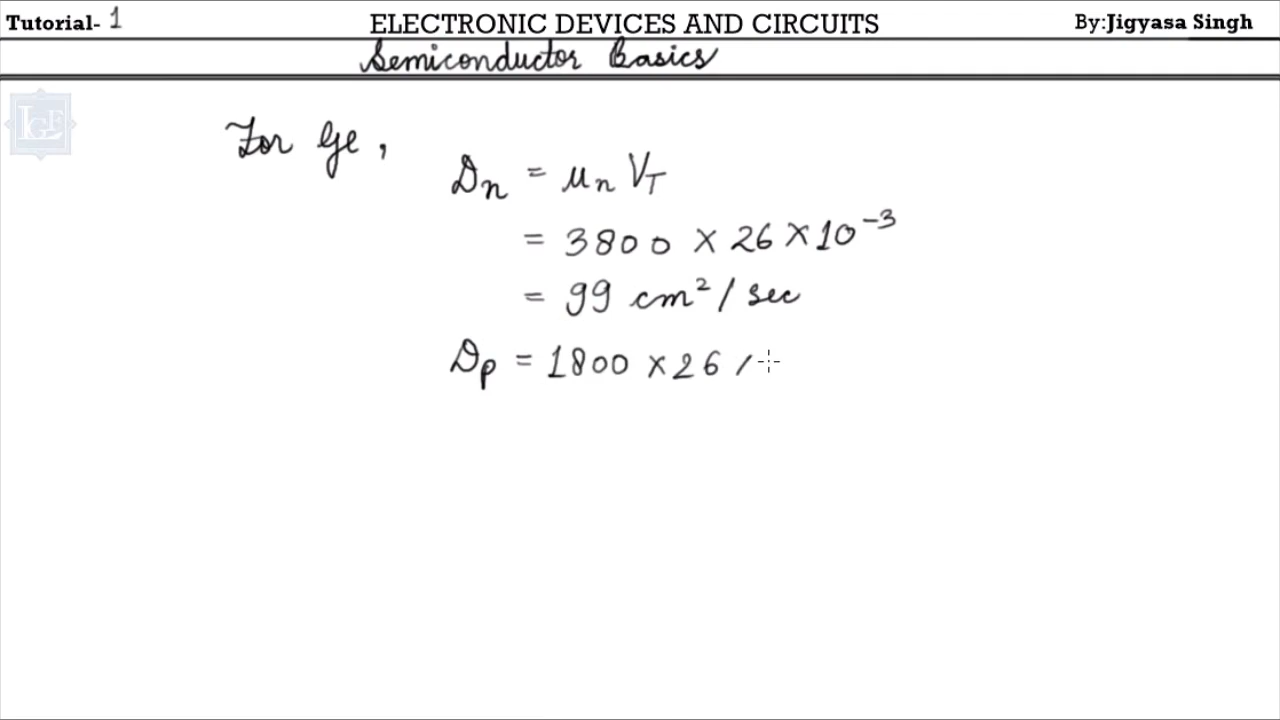 Tutorial- 1 ELECTRONIC DEVICES AND CIRCUITS By:Jigyasa Singh
Semiconductor Basics
IGE
For Ge,
Dn = μn VT
= 3800 × 26 × 10⁻³
= 99 cm² / sec
Dp = 1800 × 26 /